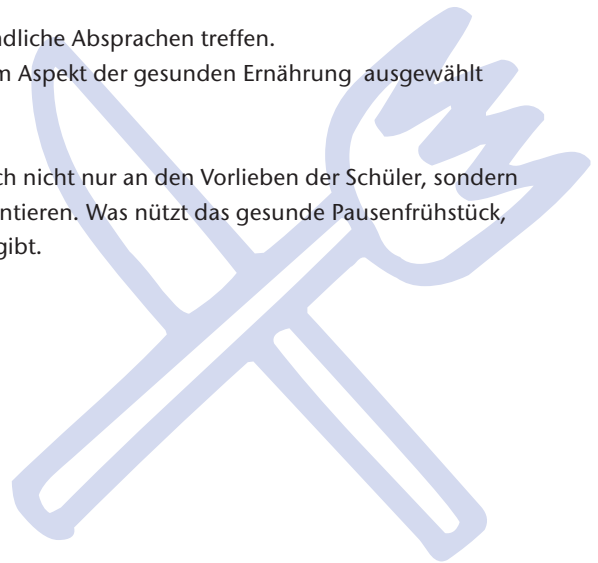 dliche Absprachen treffen.
Aspekt der gesunden Ernährung ausgewählt
ch nicht nur an den Vorlieben der Schüler, sondern
ntieren. Was nützt das gesunde Pausenfrühstück,
gibt.